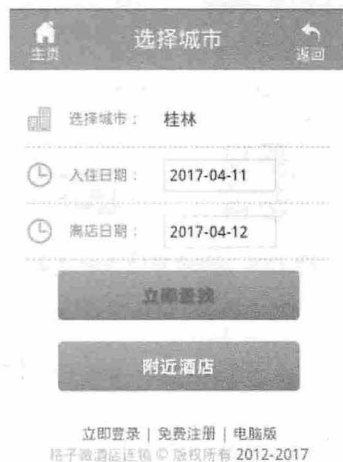 主页 选择城市 返回
选择城市： 桂林
入住日期： 2017-04-11
离店日期： 2017-04-12
立即查找
附近酒店
立即登录 | 免费注册 | 电脑版
格子微酒店连锁 © 版权所有 2012-2017